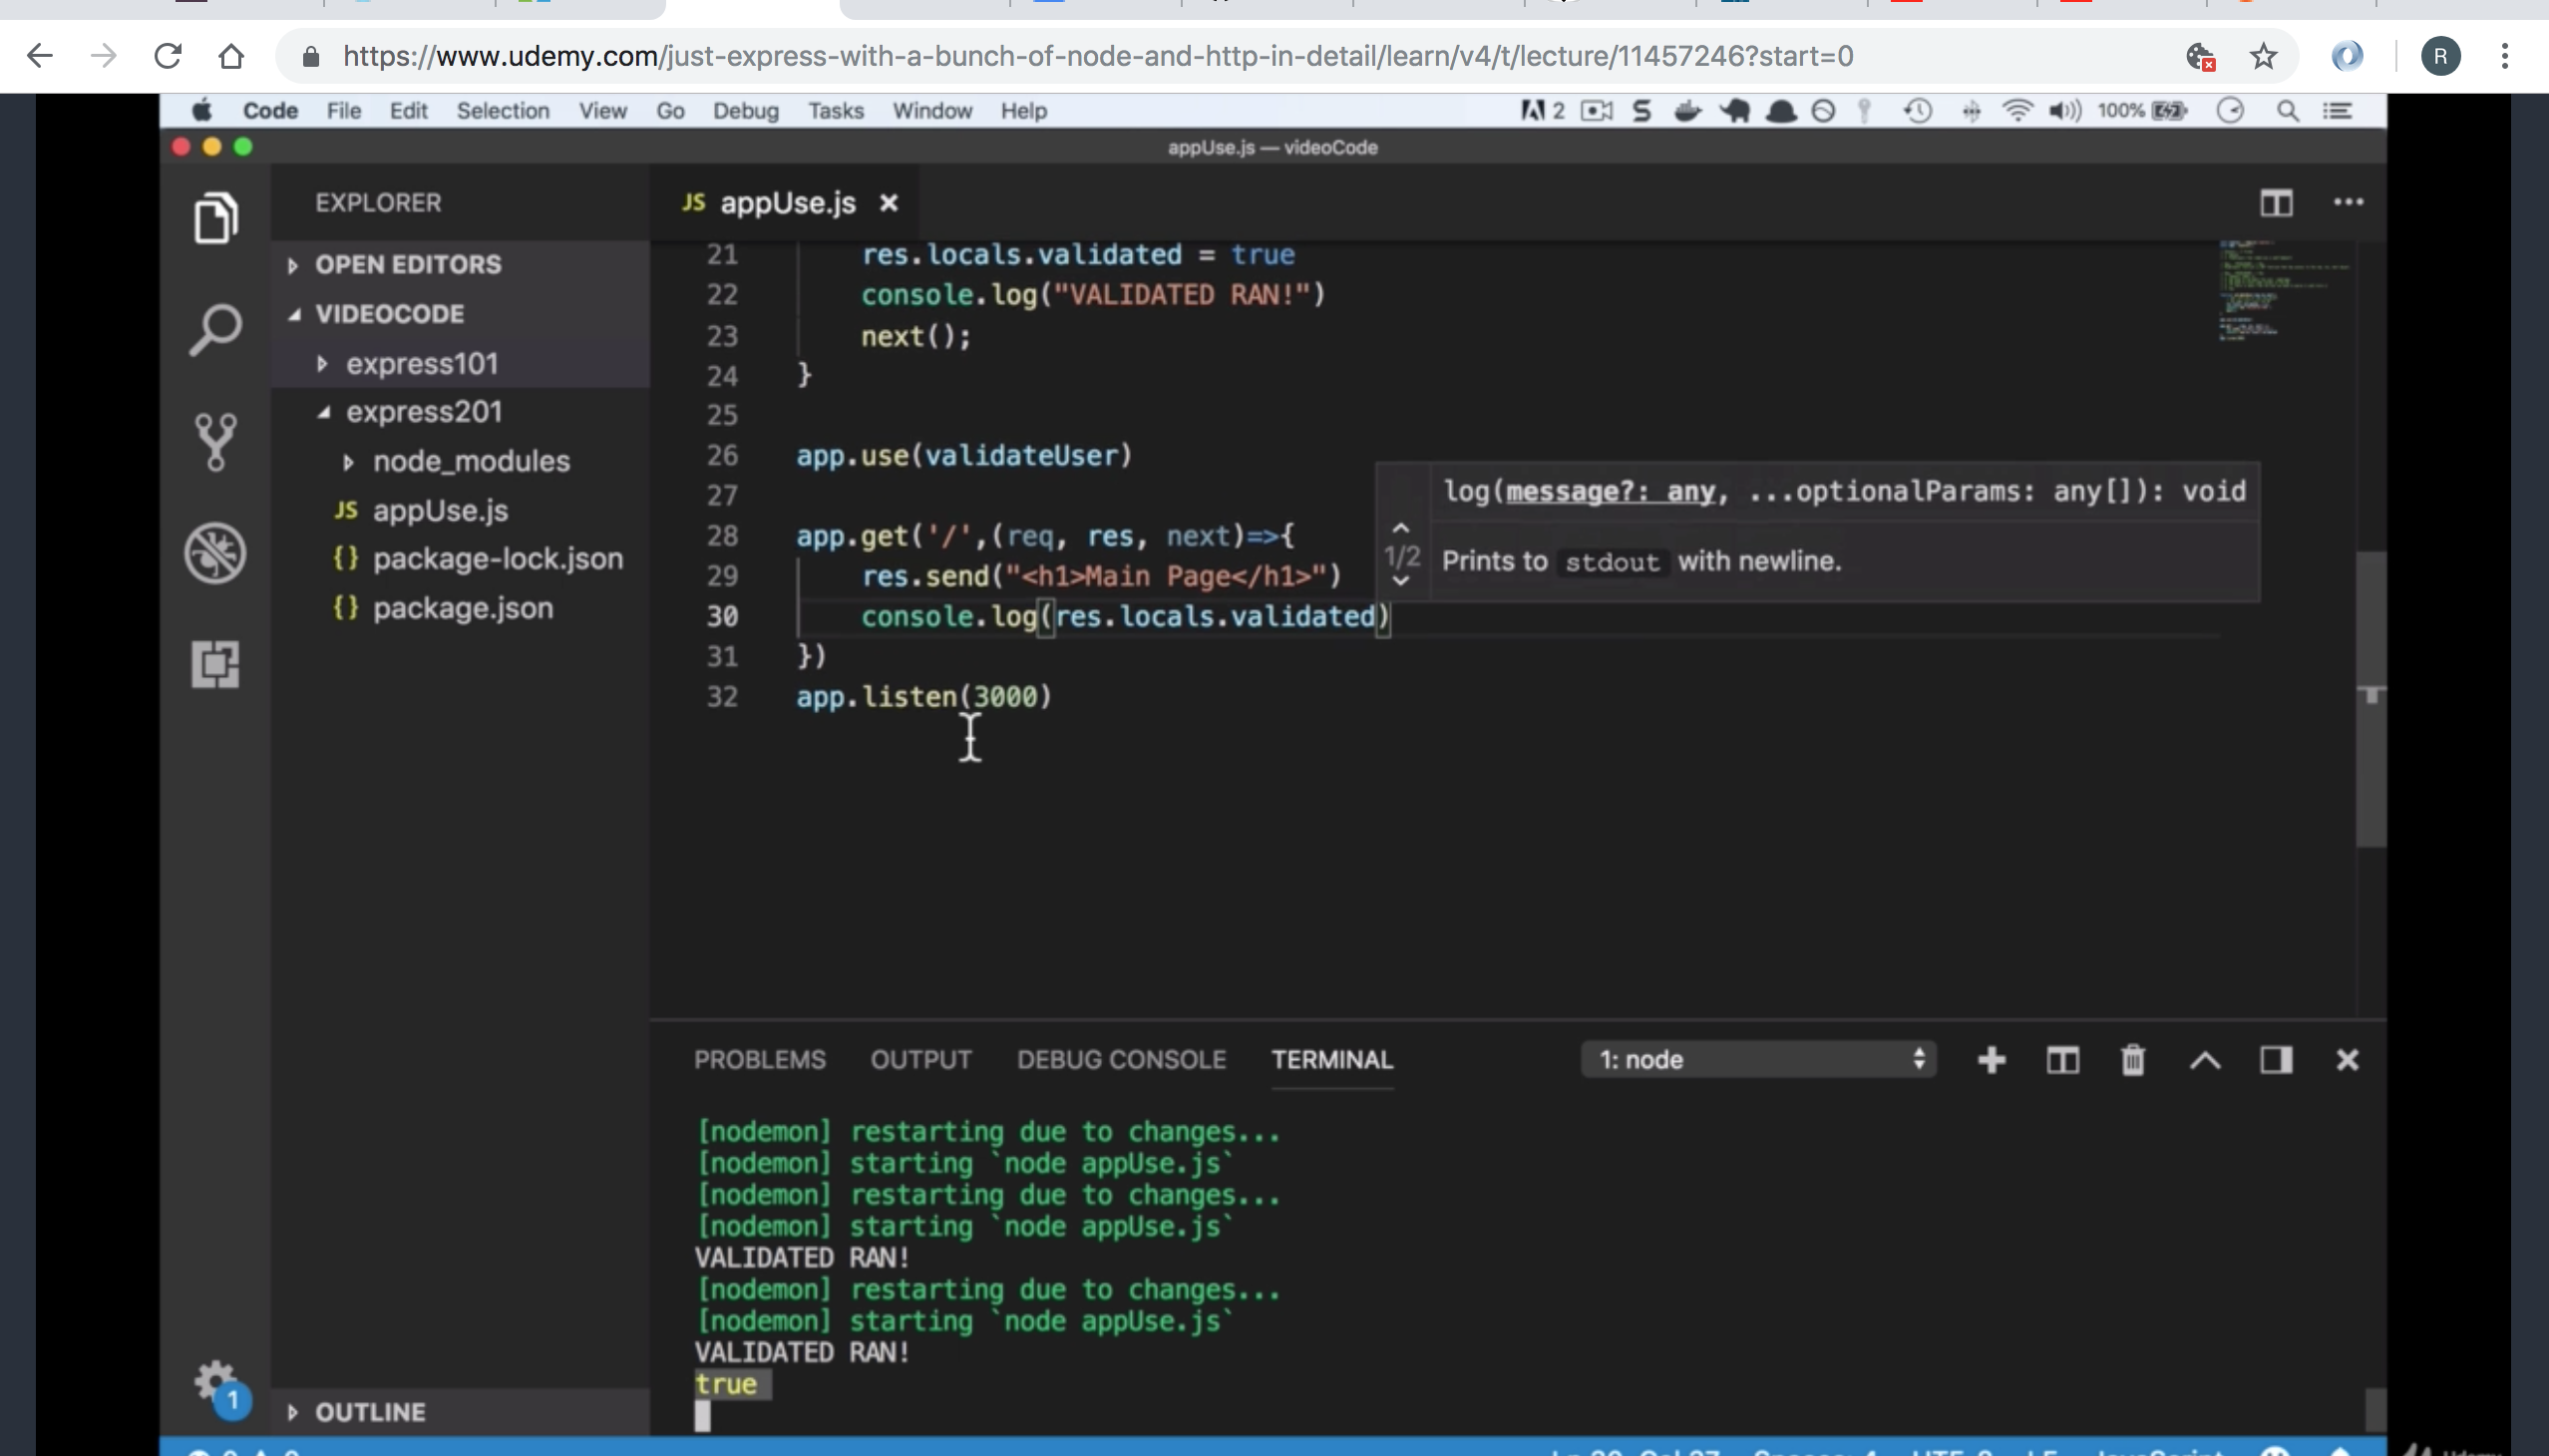 https://www.udemy.com/just-express-with-a-bunch-of-node-and-http-in-detail/learn/v4/t/lecture/11457246?start=0
R
Code File Edit Selection View Go Debug Tasks Window Help
2 100%
appUse.js — videoCode
EXPLORER
JS appUse.js
OPEN EDITORS
VIDEOCODE
express101
express201
node_modules
JS appUse.js
{} package-lock.json
{} package.json
OUTLINE
1
21 res.locals.validated = true
22 console.log("VALIDATED RAN!")
23 next();
24 }
25
26 app.use(validateUser)
27
28 app.get('/',(req, res, next)=>{
29 res.send("<h1>Main Page</h1>")
30 console.log(res.locals.validated)
31 })
32 app.listen(3000)
log(message?: any, ...optionalParams: any[]): void
1/2 Prints to stdout with newline.
PROBLEMS OUTPUT DEBUG CONSOLE TERMINAL 1: node
[nodemon] restarting due to changes...
[nodemon] starting `node appUse.js`
[nodemon] restarting due to changes...
[nodemon] starting `node appUse.js`
VALIDATED RAN!
[nodemon] restarting due to changes...
[nodemon] starting `node appUse.js`
VALIDATED RAN!
true